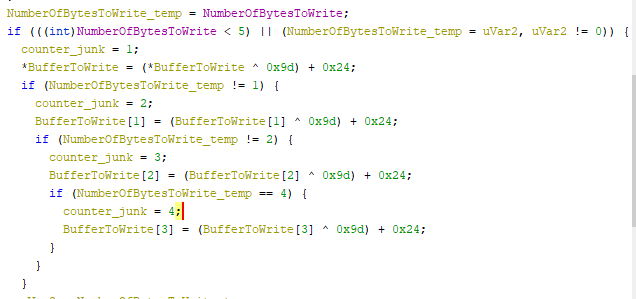 NumberOfBytesToWrite_temp = NumberOfBytesToWrite;
if (((int)NumberOfBytesToWrite < 5) || (NumberOfBytesToWrite_temp = uVar2, uVar2 != 0)) {
counter_junk = 1;
*BufferToWrite = (*BufferToWrite ^ 0x9d) + 0x24;
if (NumberOfBytesToWrite_temp != 1) {
counter_junk = 2;
BufferToWrite[1] = (BufferToWrite[1] ^ 0x9d) + 0x24;
if (NumberOfBytesToWrite_temp != 2) {
counter_junk = 3;
BufferToWrite[2] = (BufferToWrite[2] ^ 0x9d) + 0x24;
if (NumberOfBytesToWrite_temp == 4) {
counter_junk = 4;
BufferToWrite[3] = (BufferToWrite[3] ^ 0x9d) + 0x24;
}
}
}